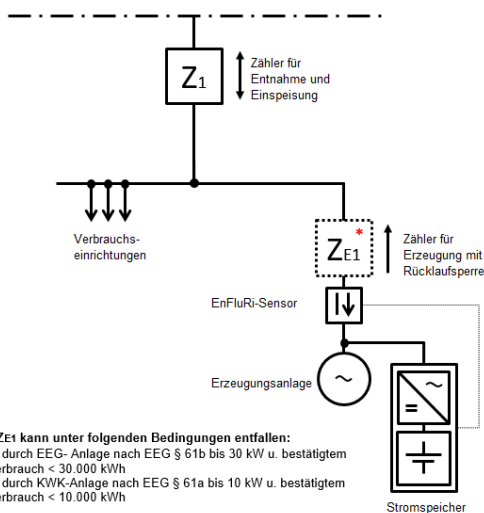 Z1
Zähler für
Entnahme und
Einspeisung
Verbrauchs-
einrichtungen
ZE1 *
Zähler für
Erzeugung mit
Rücklaufsperre
EnFluRi-Sensor
Erzeugungsanlage
~
~
=
Stromspeicher
ZE1 kann unter folgenden Bedingungen entfallen:
durch EEG- Anlage nach EEG § 61b bis 30 kW u. bestätigtem
erbrauch < 30.000 kWh
durch KWK-Anlage nach EEG § 61a bis 10 kW u. bestätigtem
erbrauch < 10.000 kWh